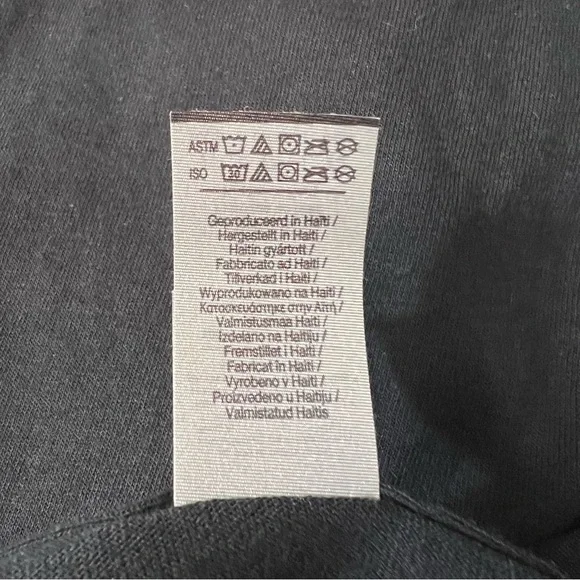 ASTM
ISO 30
Geproduceerd in Haïti /
Hergestellt in Haiti /
Haitin gyártott /
Fabbricato ad Haiti /
Tillverkad i Haiti /
Wyprodukowano na Haiti /
Κατασκευάστηκε στην Αϊτή /
Valmistusmaa Haiti /
Izdelano na Haitiju /
Fremstillet i Haiti /
Fabricat în Haiti /
Vyrobeno v Haiti /
Proizvedeno u Haitiju /
Valmistatud Haitis